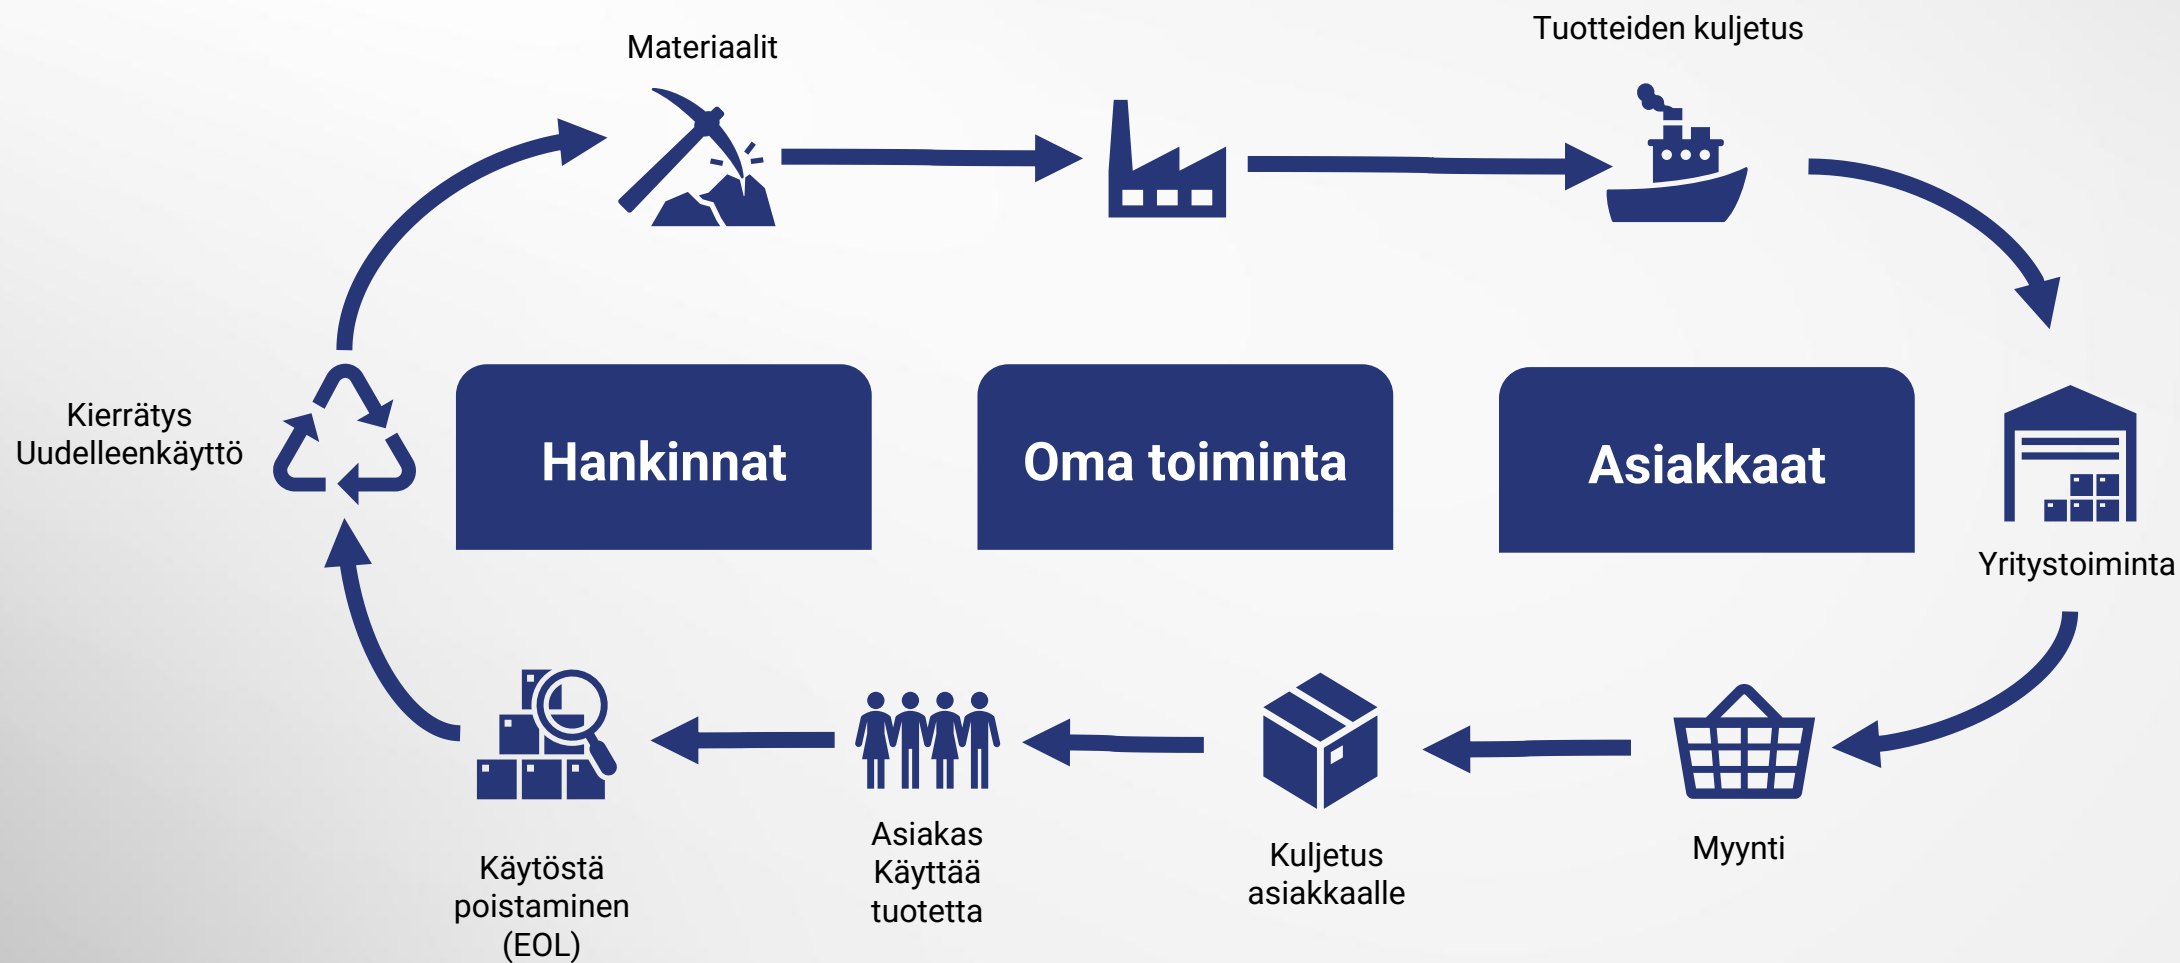 Materiaalit
Tuotteiden kuljetus
Kierrätys
Uudelleenkäyttö
Hankinnat
Oma toiminta
Asiakkaat
Yritystoiminta
Käytöstä
poistaminen
(EOL)
Asiakas
Käyttää
tuotetta
Kuljetus
asiakkaalle
Myynti